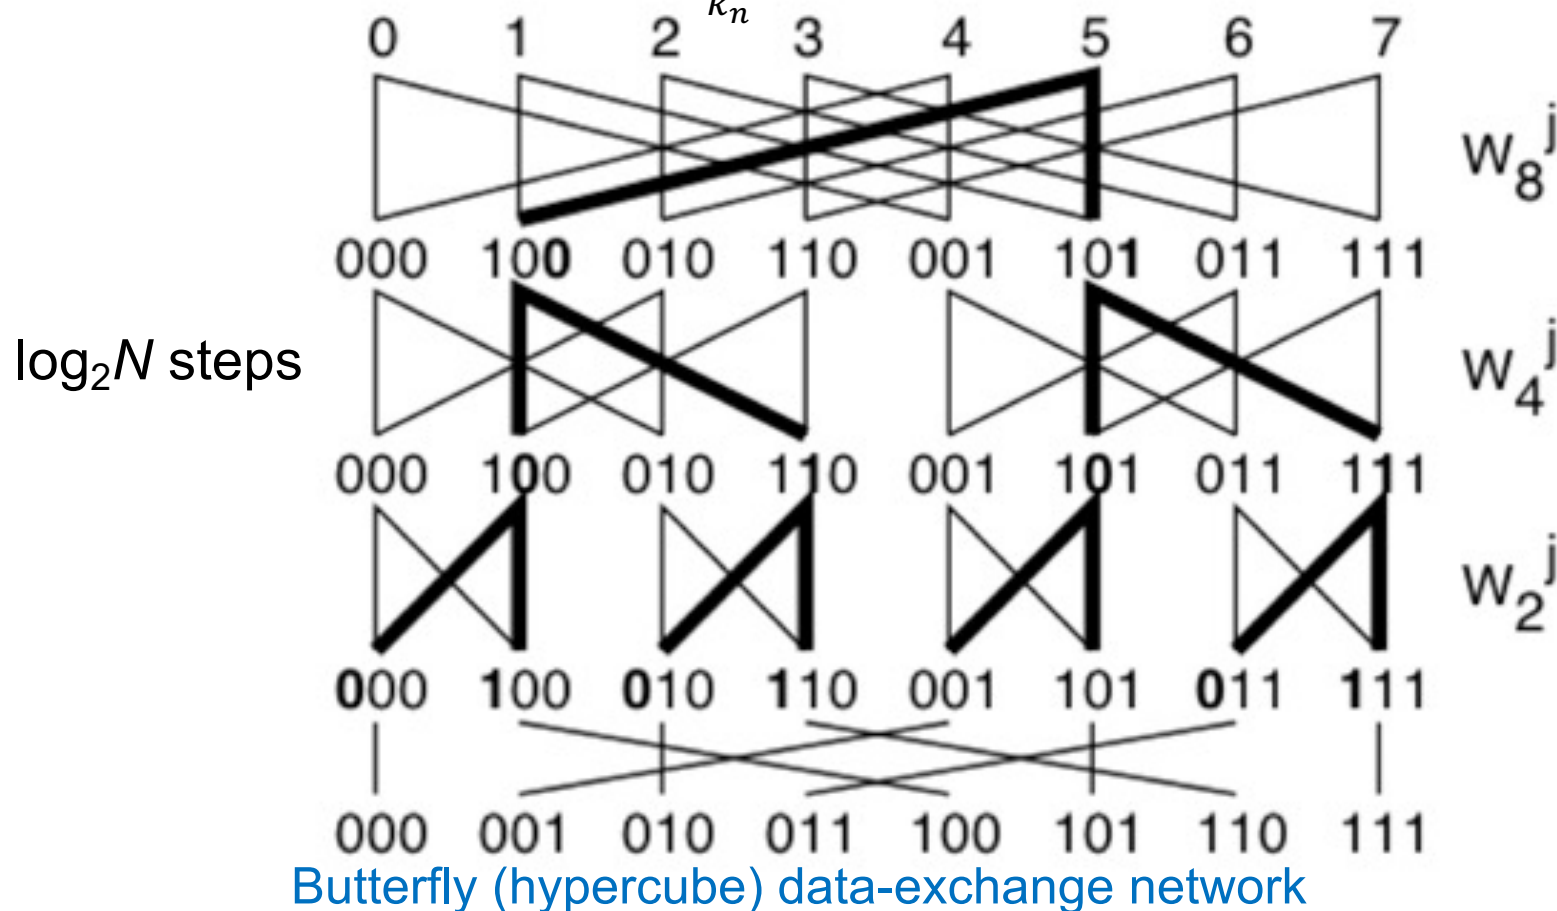 kₙ
0 1 2 3 4 5 6 7
W₈ʲ
000 100 010 110 001 101 011 111
log₂N steps
W₄ʲ
000 100 010 110 001 101 011 111
W₂ʲ
000 100 010 110 001 101 011 111
000 001 010 011 100 101 110 111
Butterfly (hypercube) data-exchange network